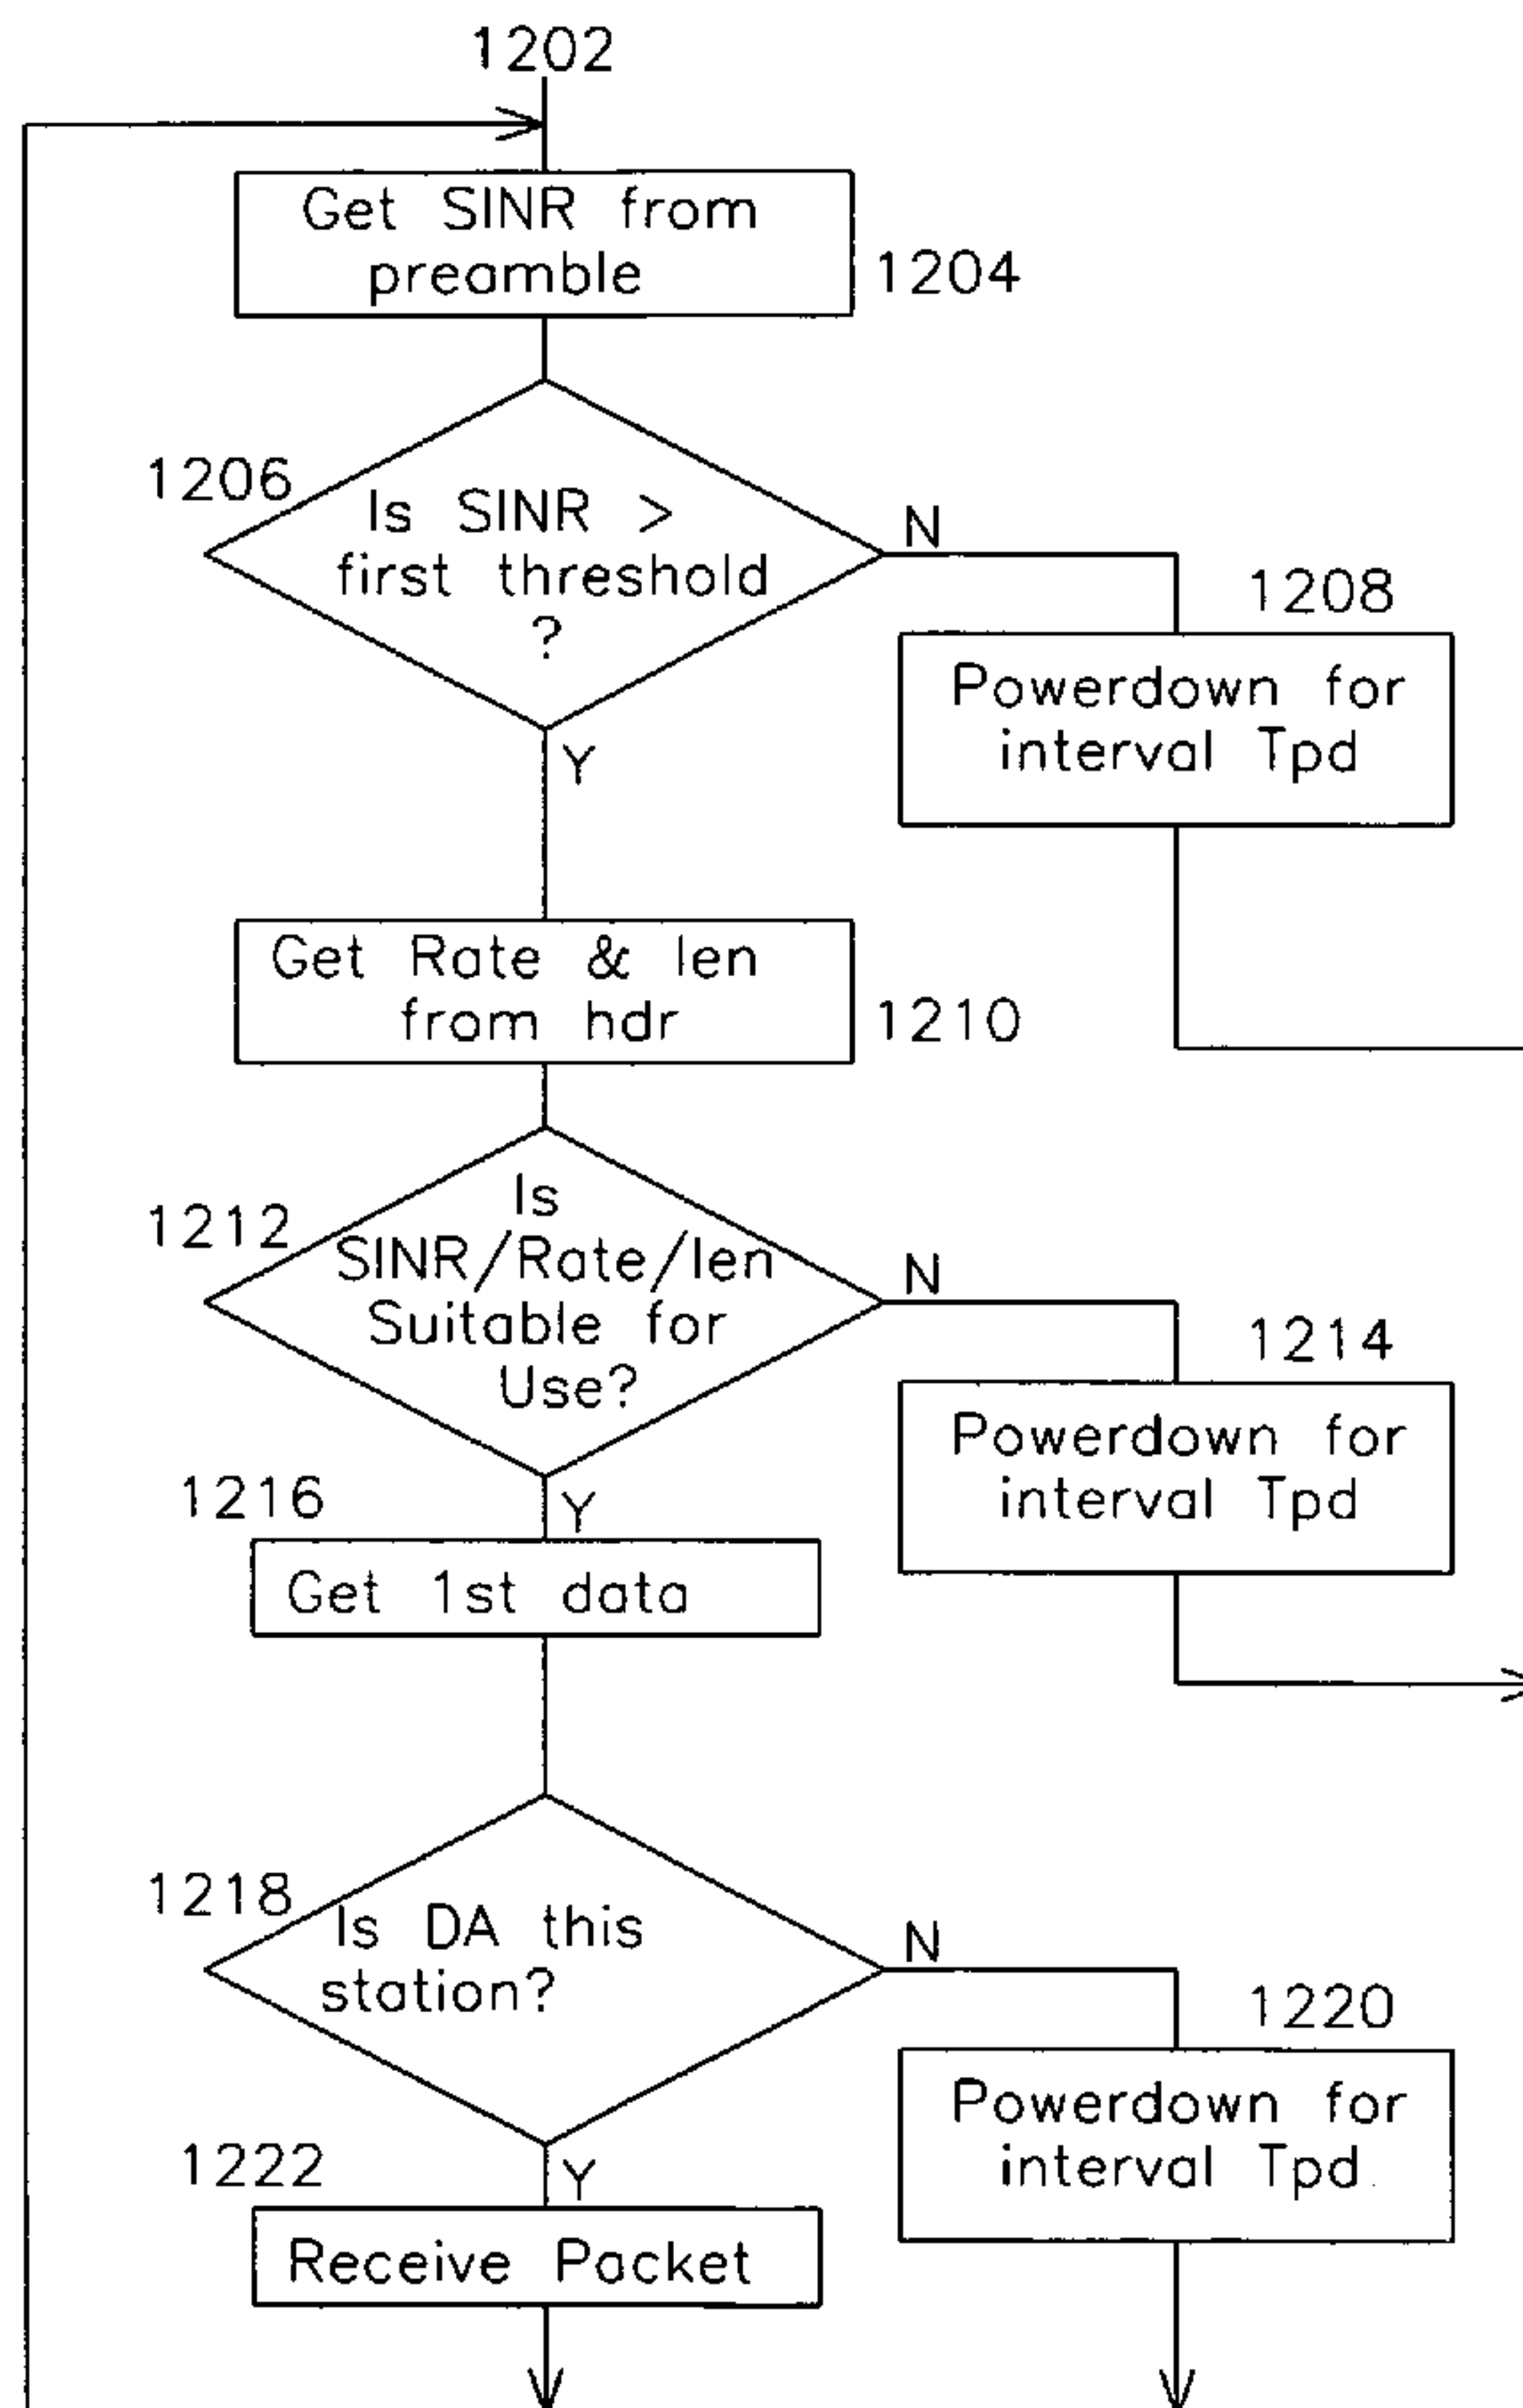 1202
Get SINR from
preamble
1204
1206
Is SINR >
first threshold
?
N
Y
1208
Powerdown for
interval Tpd
Get Rate & len
from hdr
1210
1212
Is
SINR/Rate/len
Suitable for
Use?
N
Y
1214
Powerdown for
interval Tpd
1216
Get 1st data
1218
Is DA this
station?
N
Y
1220
Powerdown for
interval Tpd
1222
Receive Packet